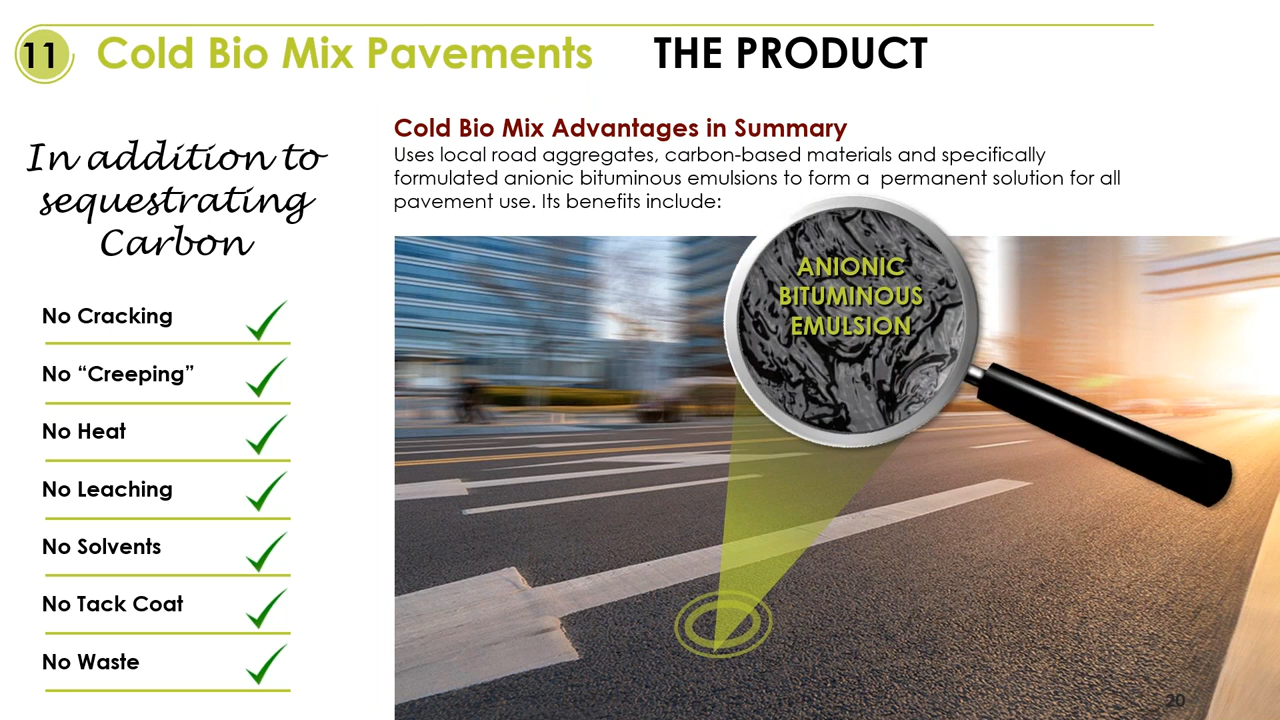 11 Cold Bio Mix Pavements THE PRODUCT
In addition to
sequestrating
Carbon
No Cracking
No “Creeping”
No Heat
No Leaching
No Solvents
No Tack Coat
No Waste
Cold Bio Mix Advantages in Summary
Uses local road aggregates, carbon-based materials and specifically
formulated anionic bituminous emulsions to form a permanent solution for all
pavement use. Its benefits include:
ANIONIC
BITUMINOUS
EMULSION
20